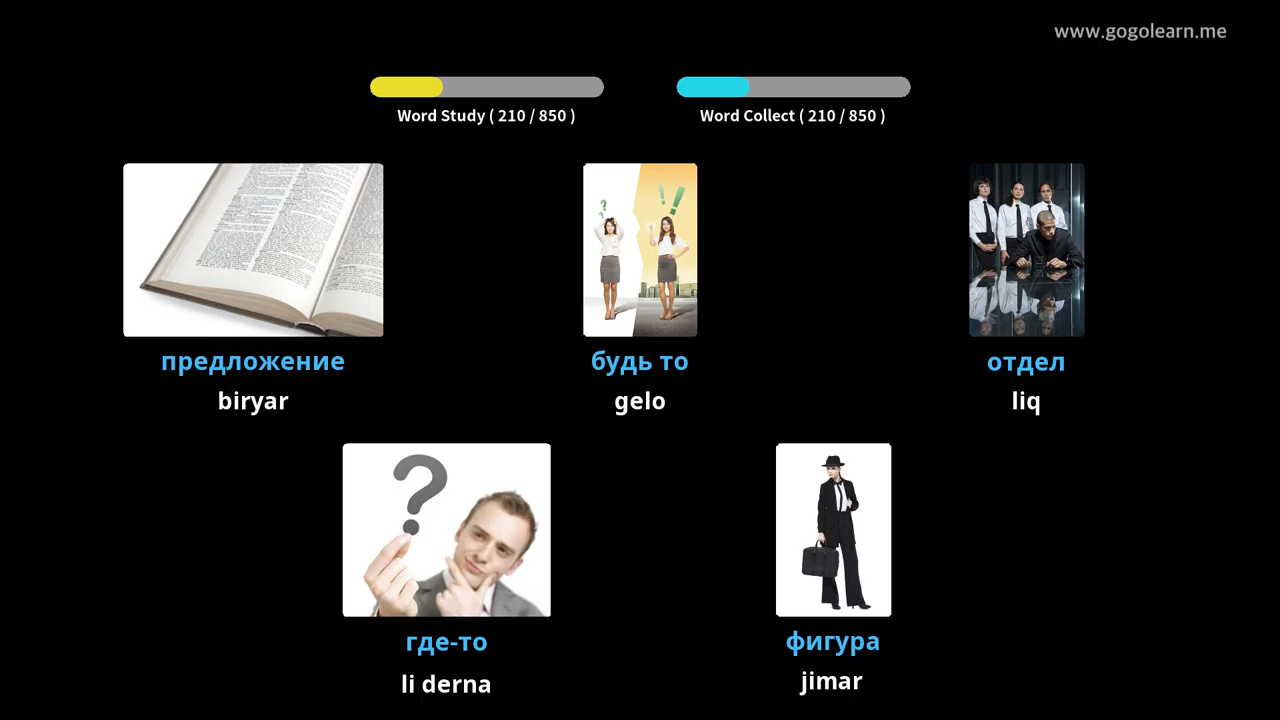 www.gogolearn.me
Word Study ( 210 / 850 )
Word Collect ( 210 / 850 )
предложение
biryar
будь то
gelo
отдел
liq
где-то
li derna
фигура
jimar